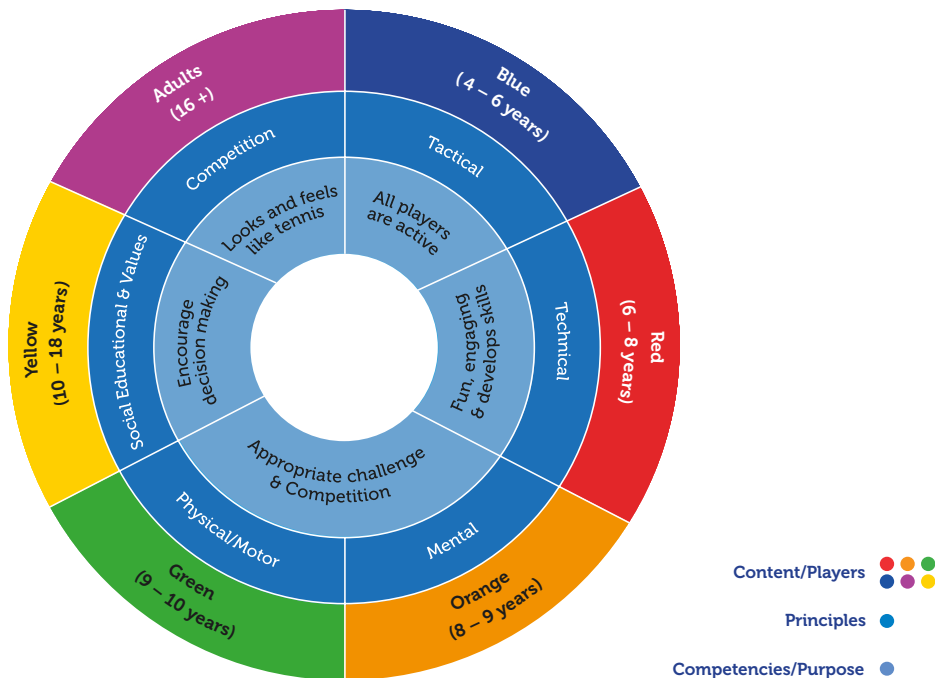 Blue
(4 – 6 years)
Red
(6 – 8 years)
Orange
(8 – 9 years)
Green
(9 – 10 years)
Yellow
(10 – 18 years)
Adults
(16 +)
Tactical
Technical
Mental
Physical/Motor
Social Educational & Values
Competition
All players
are active
Fun, engaging
& develops skills
Appropriate challenge
& Competition
Encourage
decision making
Looks and feels
like tennis
Content/Players
Principles
Competencies/Purpose